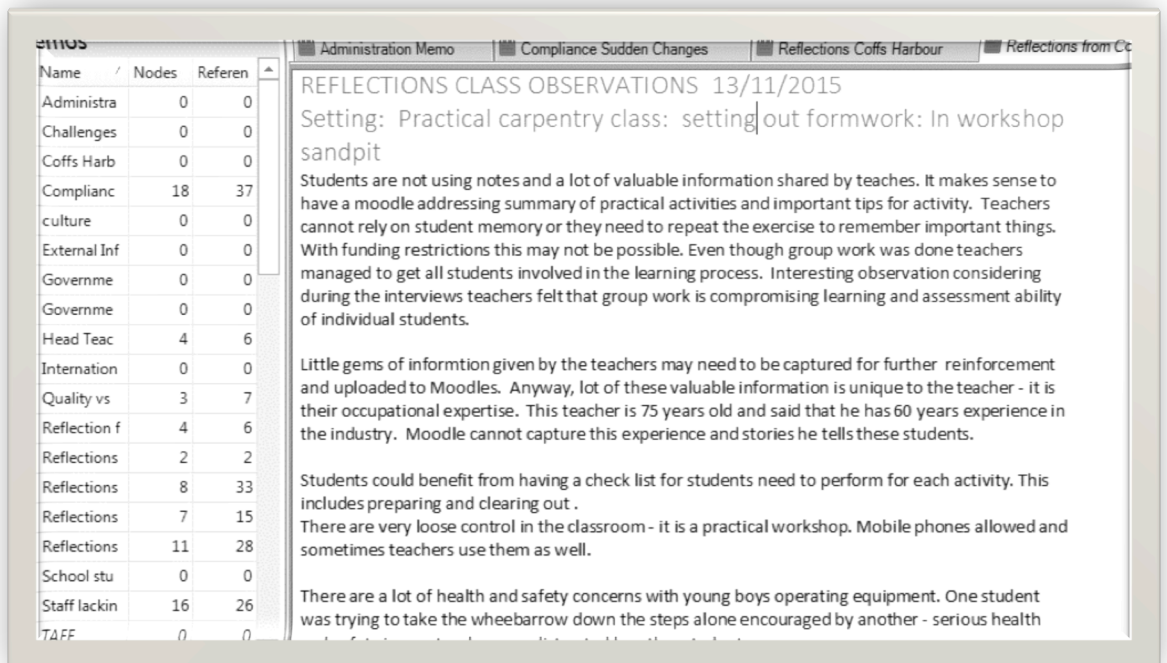 emos
Administration Memo Compliance Sudden Changes Reflections Coffs Harbour Reflections from Cc
Name Nodes Referen
Administra 0 0
Challenges 0 0
Coffs Harb 0 0
Complianc 18 37
culture 0 0
External Inf 0 0
Governme 0 0
Governme 0 0
Head Teac 4 6
Internation 0 0
Quality vs 3 7
Reflection f 4 6
Reflections 2 2
Reflections 8 33
Reflections 7 15
Reflections 11 28
School stu 0 0
Staff lackin 16 26
TAFF 0 0
REFLECTIONS CLASS OBSERVATIONS 13/11/2015
Setting: Practical carpentry class: setting out formwork: In workshop
sandpit
Students are not using notes and a lot of valuable information shared by teaches. It makes sense to
have a moodle addressing summary of practical activities and important tips for activity. Teachers
cannot rely on student memory or they need to repeat the exercise to remember important things.
With funding restrictions this may not be possible. Even though group work was done teachers
managed to get all students involved in the learning process. Interesting observation considering
during the interviews teachers felt that group work is compromising learning and assessment ability
of individual students.
Little gems of informtion given by the teachers may need to be captured for further reinforcement
and uploaded to Moodles. Anyway, lot of these valuable information is unique to the teacher - it is
their occupational expertise. This teacher is 75 years old and said that he has 60 years experience in
the industry. Moodle cannot capture this experience and stories he tells these students.
Students could benefit from having a check list for students need to perform for each activity. This
includes preparing and clearing out .
There are very loose control in the classroom - it is a practical workshop. Mobile phones allowed and
sometimes teachers use them as well.
There are a lot of health and safety concerns with young boys operating equipment. One student
was trying to take the wheebarrow down the steps alone encouraged by another - serious health